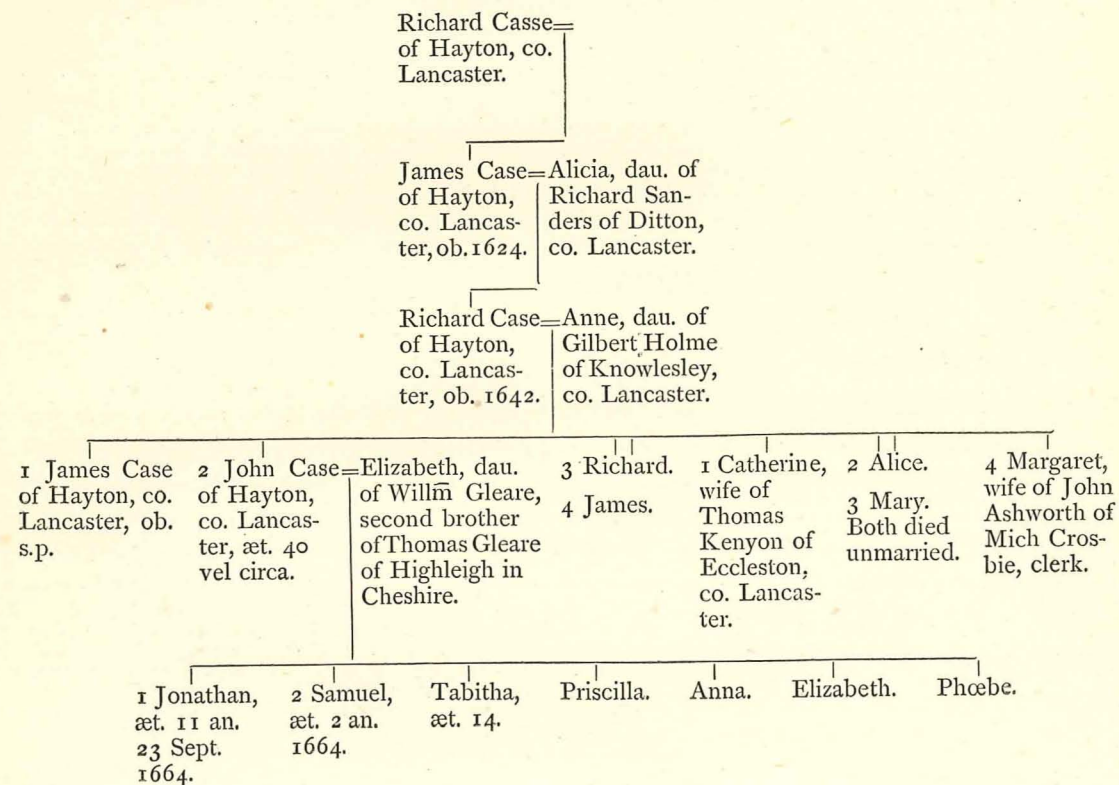 Richard Casse=
of Hayton, co.
Lancaster.
James Case=Alicia, dau. of
of Hayton, Richard San-
co. Lancas- ders of Ditton,
ter, ob. 1624. co. Lancaster.
Richard Case=Anne, dau. of
of Hayton, Gilbert Holme
co. Lancas- of Knowlesley,
ter, ob. 1642. co. Lancaster.
1 James Case
of Hayton, co.
Lancaster, ob.
s.p.
2 John Case=Elizabeth, dau.
of Hayton, of Willm̄ Gleare,
co. Lancas- second brother
ter, æt. 40 of Thomas Gleare
vel circa. of Highleigh in
Cheshire.
3 Richard.
4 James.
1 Catherine,
wife of
Thomas
Kenyon of
Eccleston,
co. Lancas-
ter.
2 Alice.
3 Mary.
Both died
unmarried.
4 Margaret,
wife of John
Ashworth of
Mich Cros-
bie, clerk.
1 Jonathan,
æt. 11 an.
23 Sept.
1664.
2 Samuel,
æt. 2 an.
1664.
Tabitha,
æt. 14.
Priscilla.
Anna.
Elizabeth.
Phœbe.